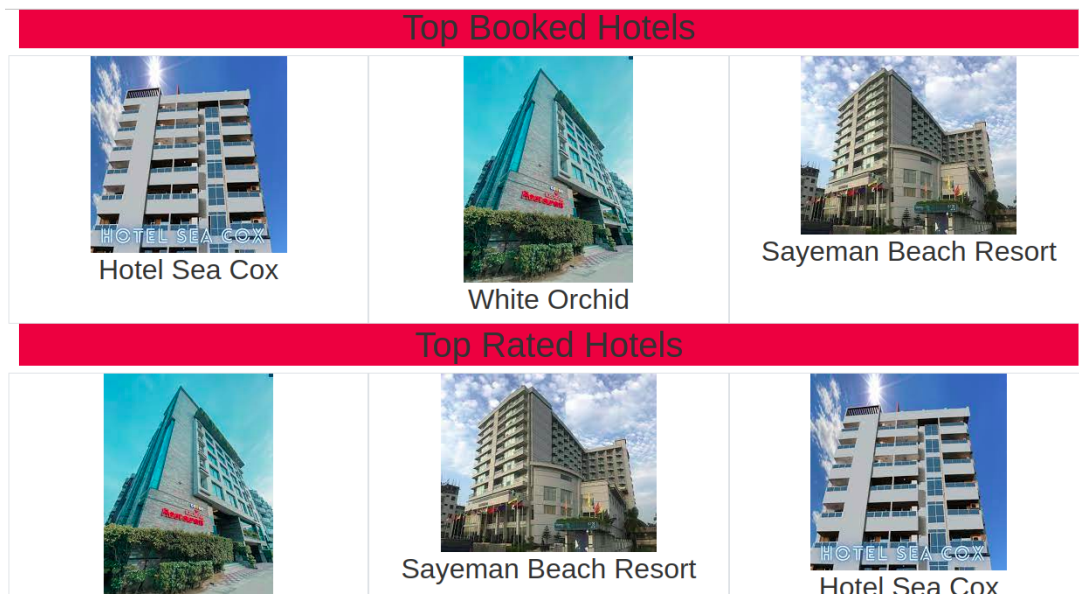 Top Booked Hotels
HOTEL SEA COX
Hotel Sea Cox
White Orchid
Sayeman Beach Resort
Top Rated Hotels
HOTEL SEA COX
Sayeman Beach Resort
Hotel Sea Cox